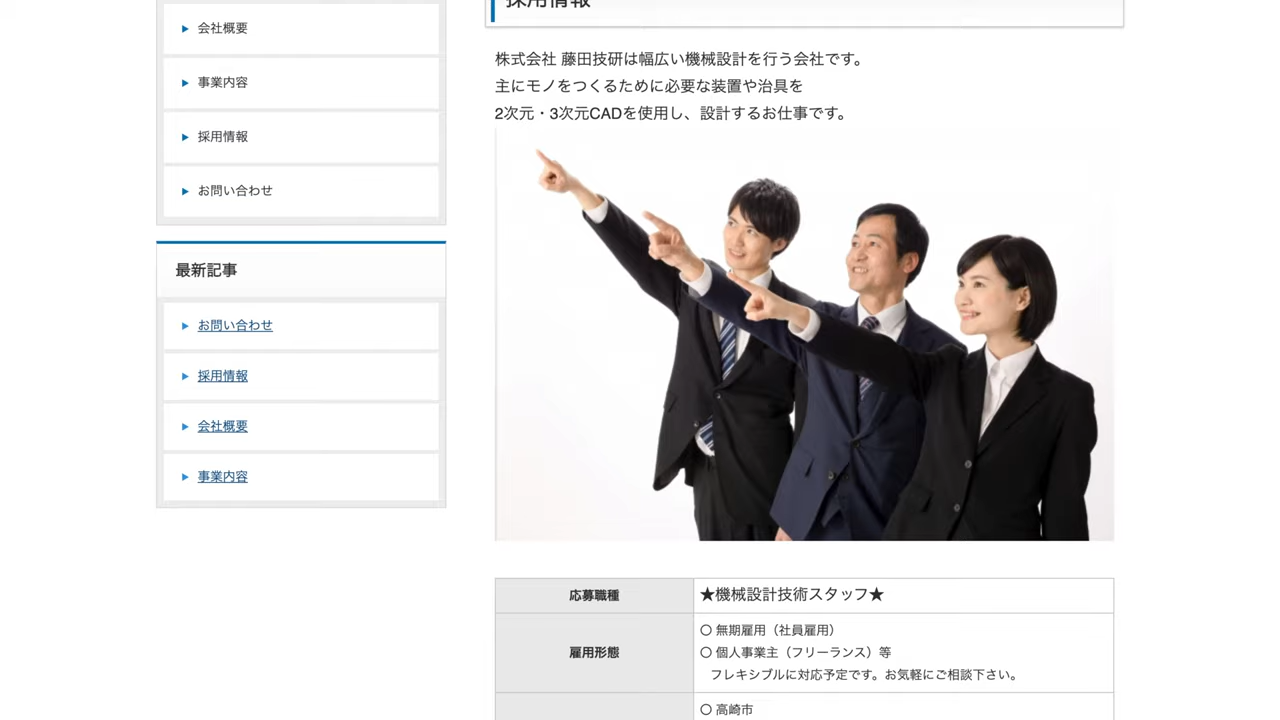 会社概要
事業内容
採用情報
お問い合わせ
最新記事
お問い合わせ
採用情報
会社概要
事業内容
採用情報
株式会社 藤田技研は幅広い機械設計を行う会社です。
主にモノをつくるために必要な装置や治具を
2次元・3次元CADを使用し、設計するお仕事です。
応募職種
★機械設計技術スタッフ★
雇用形態
〇 無期雇用（社員雇用）
〇 個人事業主（フリーランス）等
フレキシブルに対応予定です。お気軽にご相談下さい。
〇 高崎市